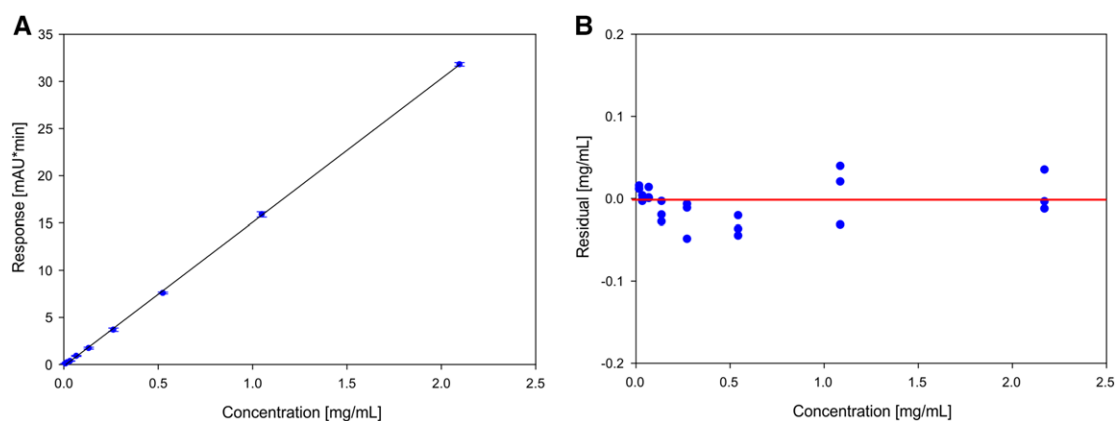 A
35
30
25
20
15
10
5
0
Response [mAU*min]
0.0 0.5 1.0 1.5 2.0 2.5
Concentration [mg/mL]
B
0.2
0.1
0.0
-0.1
-0.2
Residual [mg/mL]
0.0 0.5 1.0 1.5 2.0 2.5
Concentration [mg/mL]